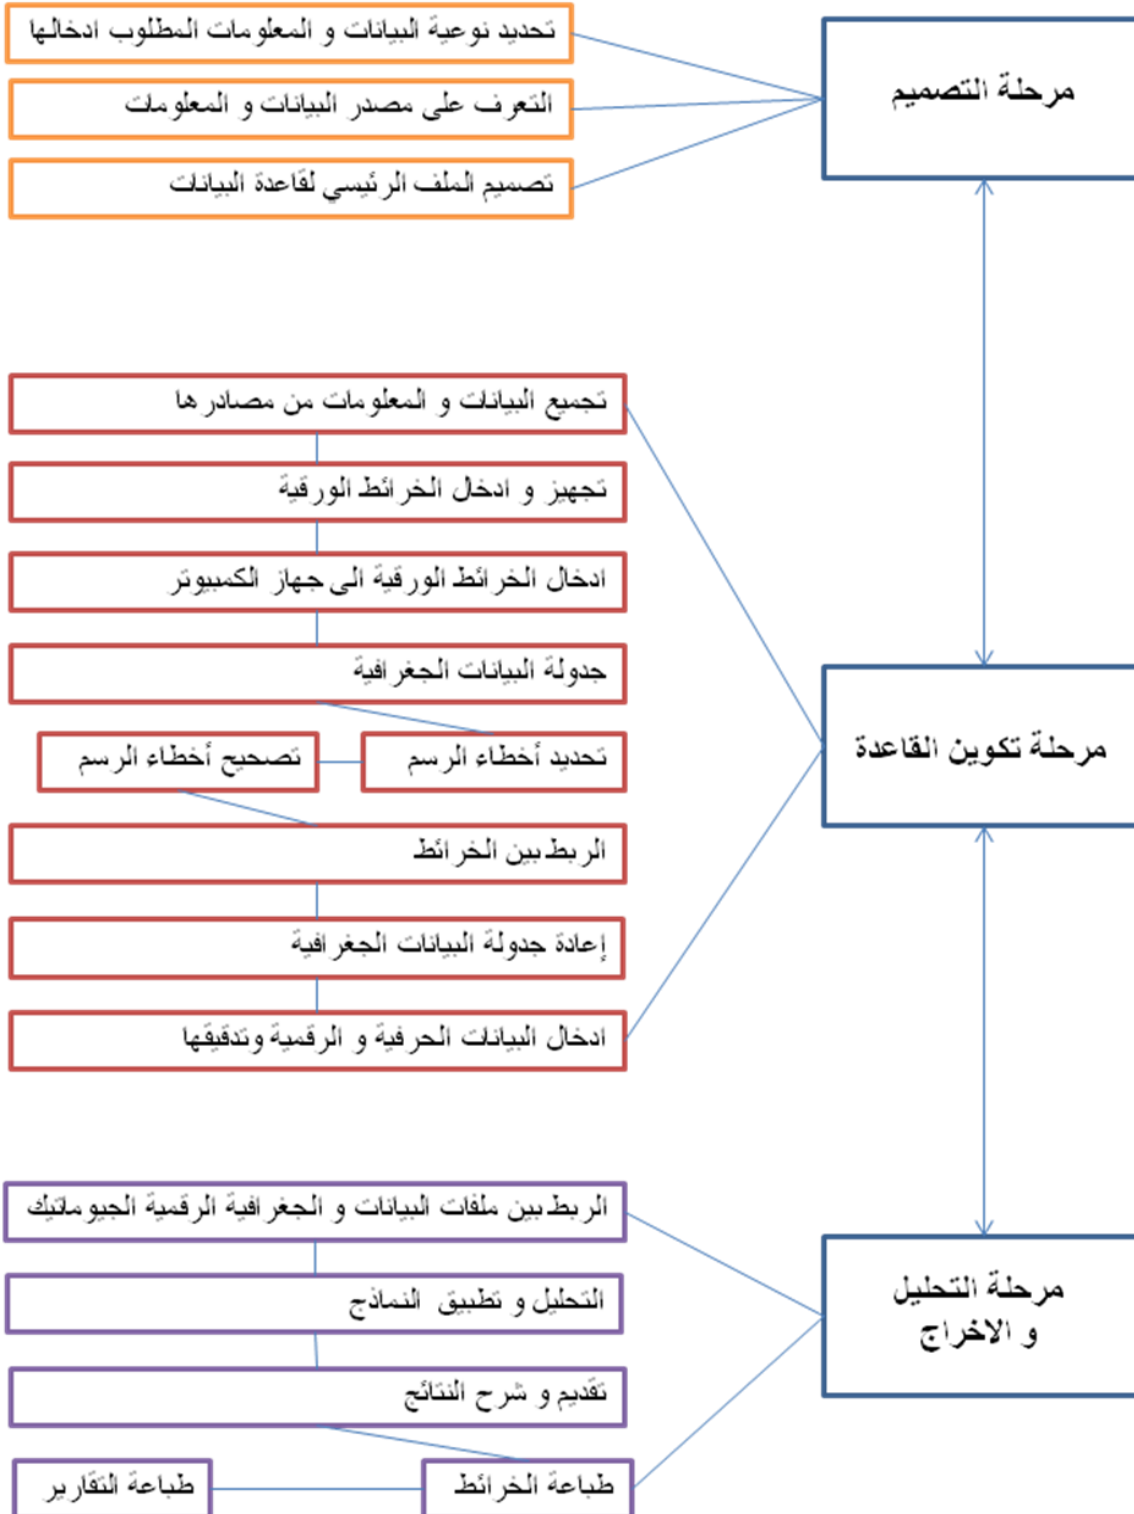 مرحلة التصميم
تحديد نوعية البيانات و المعلومات المطلوب ادخالها
التعرف على مصدر البيانات و المعلومات
تصميم الملف الرئيسي لقاعدة البيانات
مرحلة تكوين القاعدة
تجميع البيانات و المعلومات من مصادرها
تجهيز و ادخال الخرائط الورقية
ادخال الخرائط الورقية الى جهاز الكمبيوتر
جدولة البيانات الجغرافية
تحديد أخطاء الرسم
تصحيح أخطاء الرسم
الربط بين الخرائط
إعادة جدولة البيانات الجغرافية
ادخال البيانات الحرفية و الرقمية وتدقيقها
مرحلة التحليل
و الاخراج
الربط بين ملفات البيانات و الجغرافية الرقمية الجيوماتيك
التحليل و تطبيق النماذج
تقديم و شرح النتائج
طباعة الخرائط
طباعة التقارير